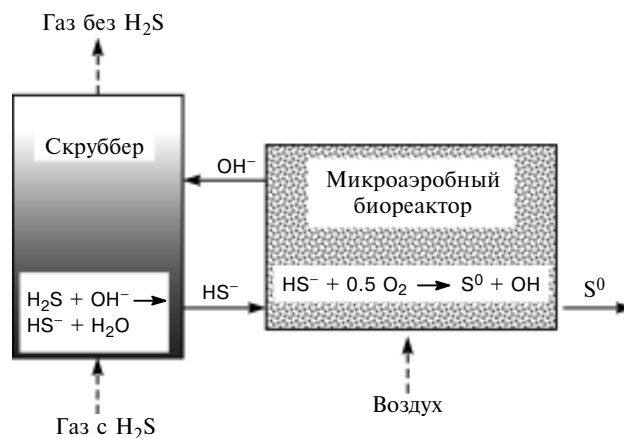 Газ без H₂S
Скруббер
OH⁻
Микроаэробный
биореактор
H₂S + OH⁻ →
HS⁻ + H₂O
HS⁻
HS⁻ + 0.5 O₂ → S⁰ + OH
S⁰
Газ с H₂S
Воздух